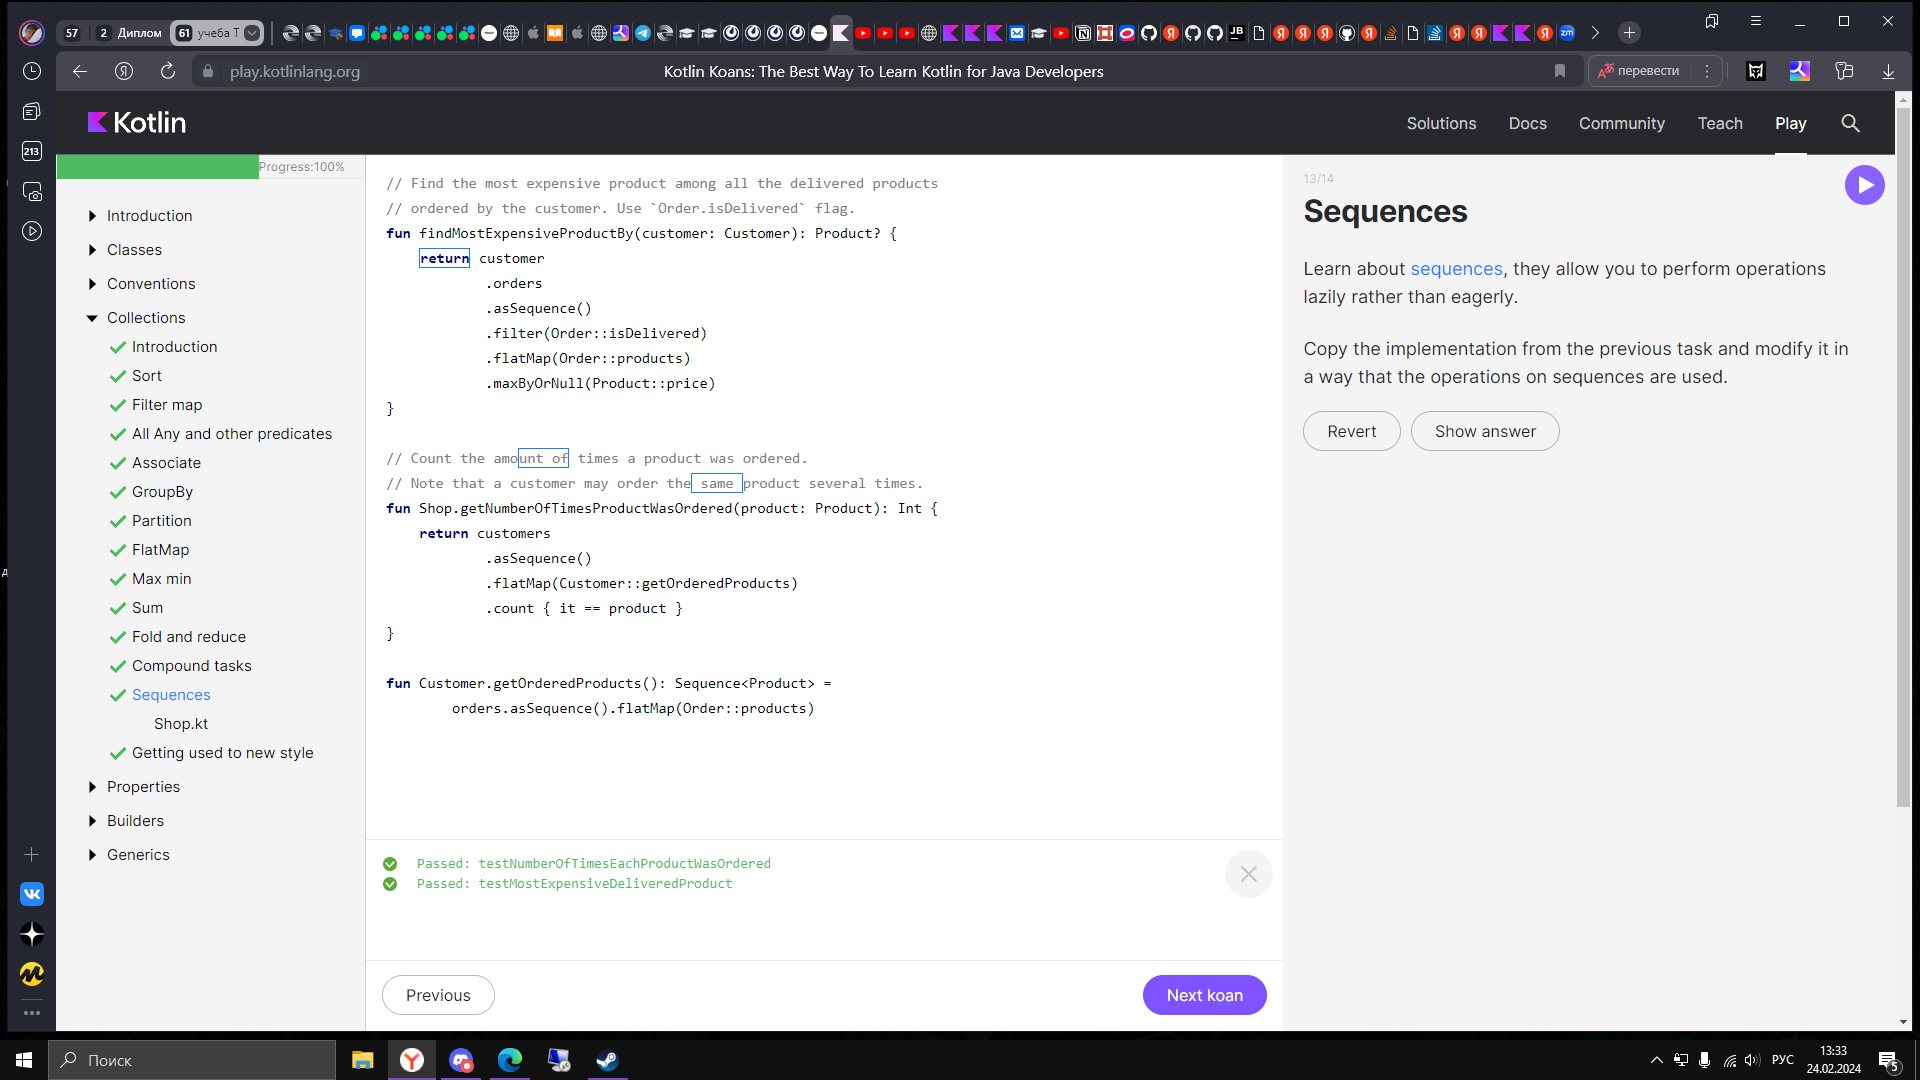 57
2 Диплом
61 учеба Т
play.kotlinlang.org
Kotlin Koans: The Best Way To Learn Kotlin for Java Developers
перевести
213
Kotlin
Solutions
Docs
Community
Teach
Play
Progress:100%
Introduction
Classes
Conventions
Collections
Introduction
Sort
Filter map
All Any and other predicates
Associate
GroupBy
Partition
FlatMap
Max min
Sum
Fold and reduce
Compound tasks
Sequences
Shop.kt
Getting used to new style
Properties
Builders
Generics
// Find the most expensive product among all the delivered products
// ordered by the customer. Use `Order.isDelivered` flag.
fun findMostExpensiveProductBy(customer: Customer): Product? {
return customer
.orders
.asSequence()
.filter(Order::isDelivered)
.flatMap(Order::products)
.maxByOrNull(Product::price)
}
// Count the amount of times a product was ordered.
// Note that a customer may order the same product several times.
fun Shop.getNumberOfTimesProductWasOrdered(product: Product): Int {
return customers
.asSequence()
.flatMap(Customer::getOrderedProducts)
.count { it == product }
}
fun Customer.getOrderedProducts(): Sequence<Product> =
orders.asSequence().flatMap(Order::products)
Passed: testNumberOfTimesEachProductWasOrdered
Passed: testMostExpensiveDeliveredProduct
Previous
Next koan
13/14
Sequences
Learn about sequences, they allow you to perform operations
lazily rather than eagerly.
Copy the implementation from the previous task and modify it in
a way that the operations on sequences are used.
Revert
Show answer
Поиск
РУС
13:33
24.02.2024
5